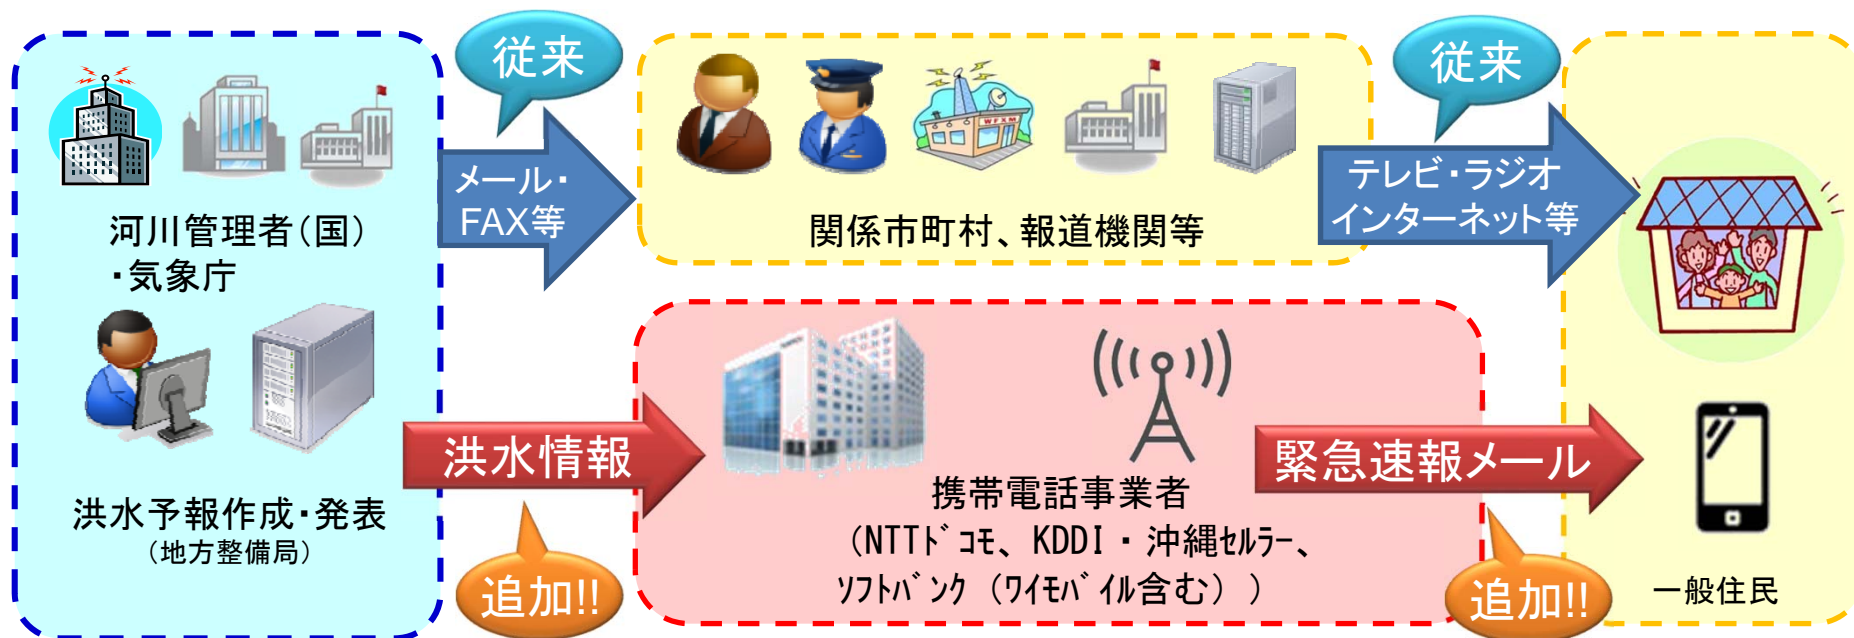 従来
メール・
FAX等
河川管理者(国)
・気象庁
WFXM
関係市町村、報道機関等
従来
テレビ・ラジオ
インターネット等
洪水予報作成・発表
(地方整備局)
洪水情報
追加!!
携帯電話事業者
(NTTﾄﾞｺﾓ、KDDI・沖縄ｾﾙﾗｰ、
ｿﾌﾄﾊﾞﾝｸ(ﾜｲﾓﾊﾞｲﾙ含む))
緊急速報メール
追加!!
一般住民